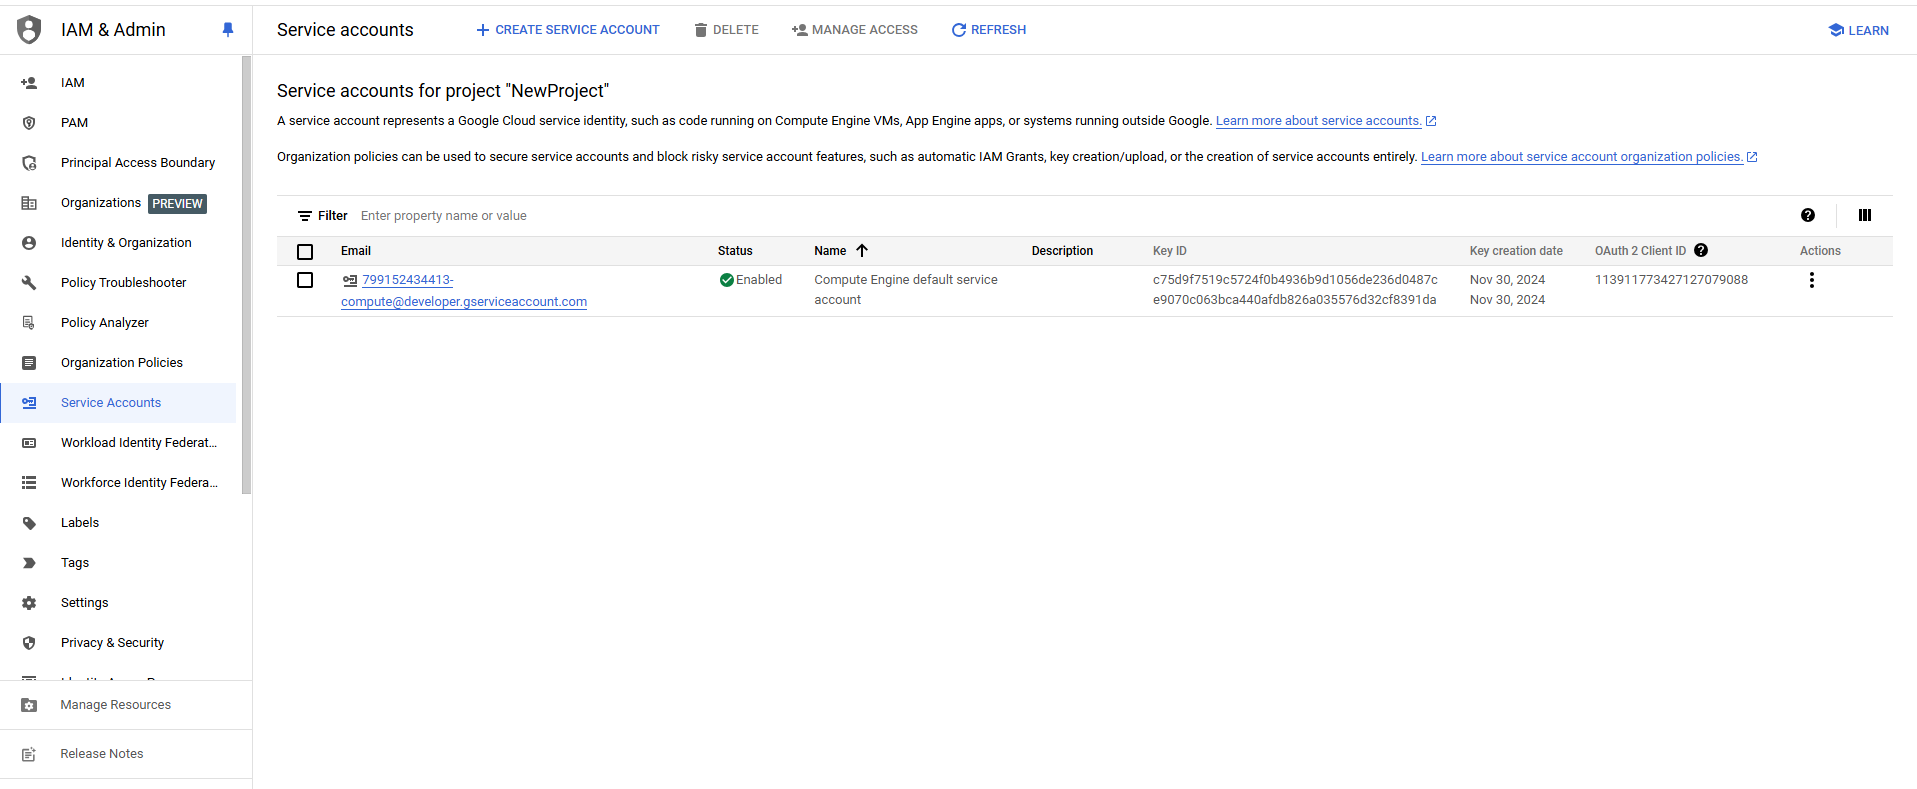 IAM & Admin
Service accounts
CREATE SERVICE ACCOUNT
DELETE
MANAGE ACCESS
REFRESH
LEARN
IAM
PAM
Principal Access Boundary
Organizations PREVIEW
Identity & Organization
Policy Troubleshooter
Policy Analyzer
Organization Policies
Service Accounts
Workload Identity Federat...
Workforce Identity Federa...
Labels
Tags
Settings
Privacy & Security
Manage Resources
Release Notes
Service accounts for project "NewProject"
A service account represents a Google Cloud service identity, such as code running on Compute Engine VMs, App Engine apps, or systems running outside Google. Learn more about service accounts.
Organization policies can be used to secure service accounts and block risky service account features, such as automatic IAM Grants, key creation/upload, or the creation of service accounts entirely. Learn more about service account organization policies.
Filter Enter property name or value
Email Status Name Description Key ID Key creation date OAuth 2 Client ID Actions
799152434413- Enabled Compute Engine default service c75d9f7519c5724f0b4936b9d1056de236d0487c Nov 30, 2024 113911773427127079088
compute@developer.gserviceaccount.com account e9070c063bca440afdb826a035576d32cf8391da Nov 30, 2024